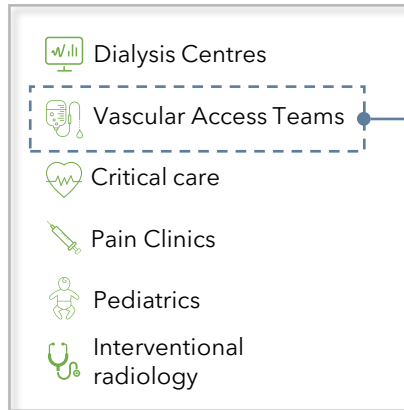 Dialysis Centres
Vascular Access Teams
Critical care
Pain Clinics
Pediatrics
Interventional
radiology